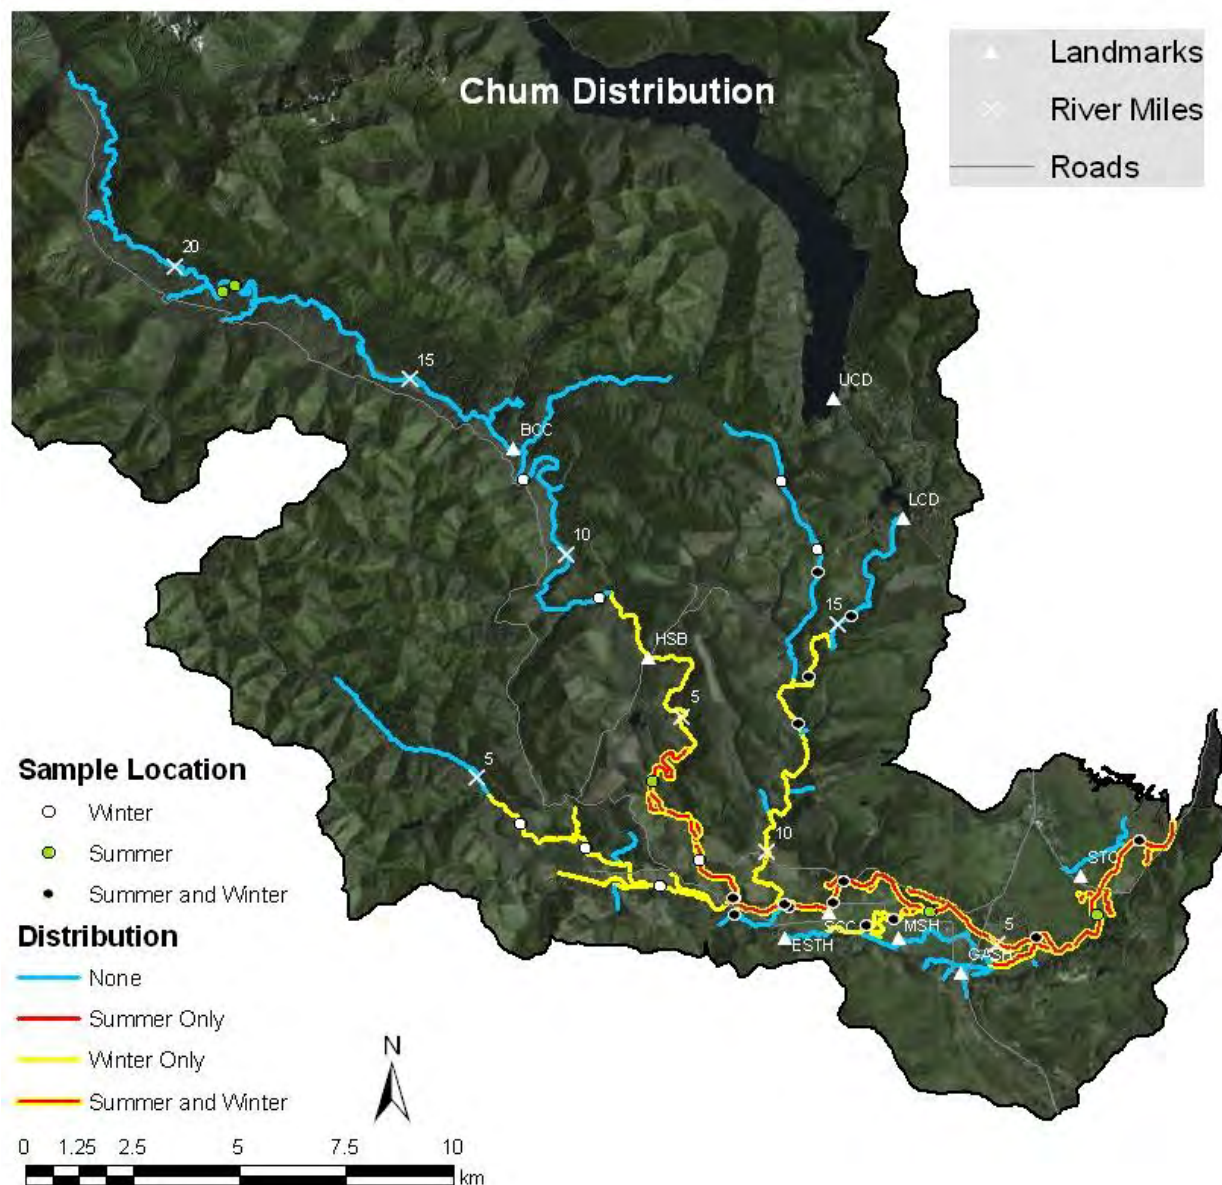 Chum Distribution
Landmarks
River Miles
Roads
20
15
UCD
BCC
LCD
10
15
HSB
5
5
10
STC
SCC
MSH
ESTH
5
GASH
Sample Location
Winter
Summer
Summer and Winter
Distribution
None
Summer Only
Winter Only
Summer and Winter
N
0 1.25 2.5 5 7.5 10
km